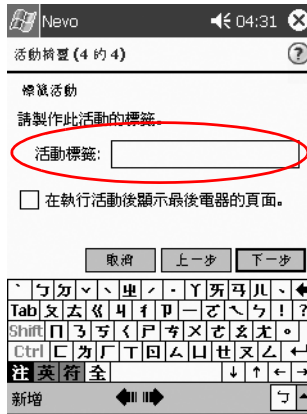 Nevo 04:31
活動精靈 (4 的 4)
標籤活動
請製作此活動的標籤。
活動標籤:
在執行活動後顯示最後電器的頁面。
取消 上一步 下一步
ˋ ㄅ ㄉ ˇ ˋ ㄓ ˊ ˙ ㄚ ㄞ ㄢ ㄦ
Tab ㄆ ㄊ ㄍ ㄐ ㄔ ㄗ ㄧ ㄛ ㄟ ㄣ ! ?
Shift ㄇ ㄋ ㄎ ㄑ ㄕ ㄘ ㄨ ㄜ ㄠ ㄤ 。
Ctrl ㄈ ㄌ ㄏ ㄒ ㄖ ㄙ ㄩ ㄝ ㄡ ㄥ ↵
注 英 符 全 ↓ ↑ ← →
新增 ㄅ